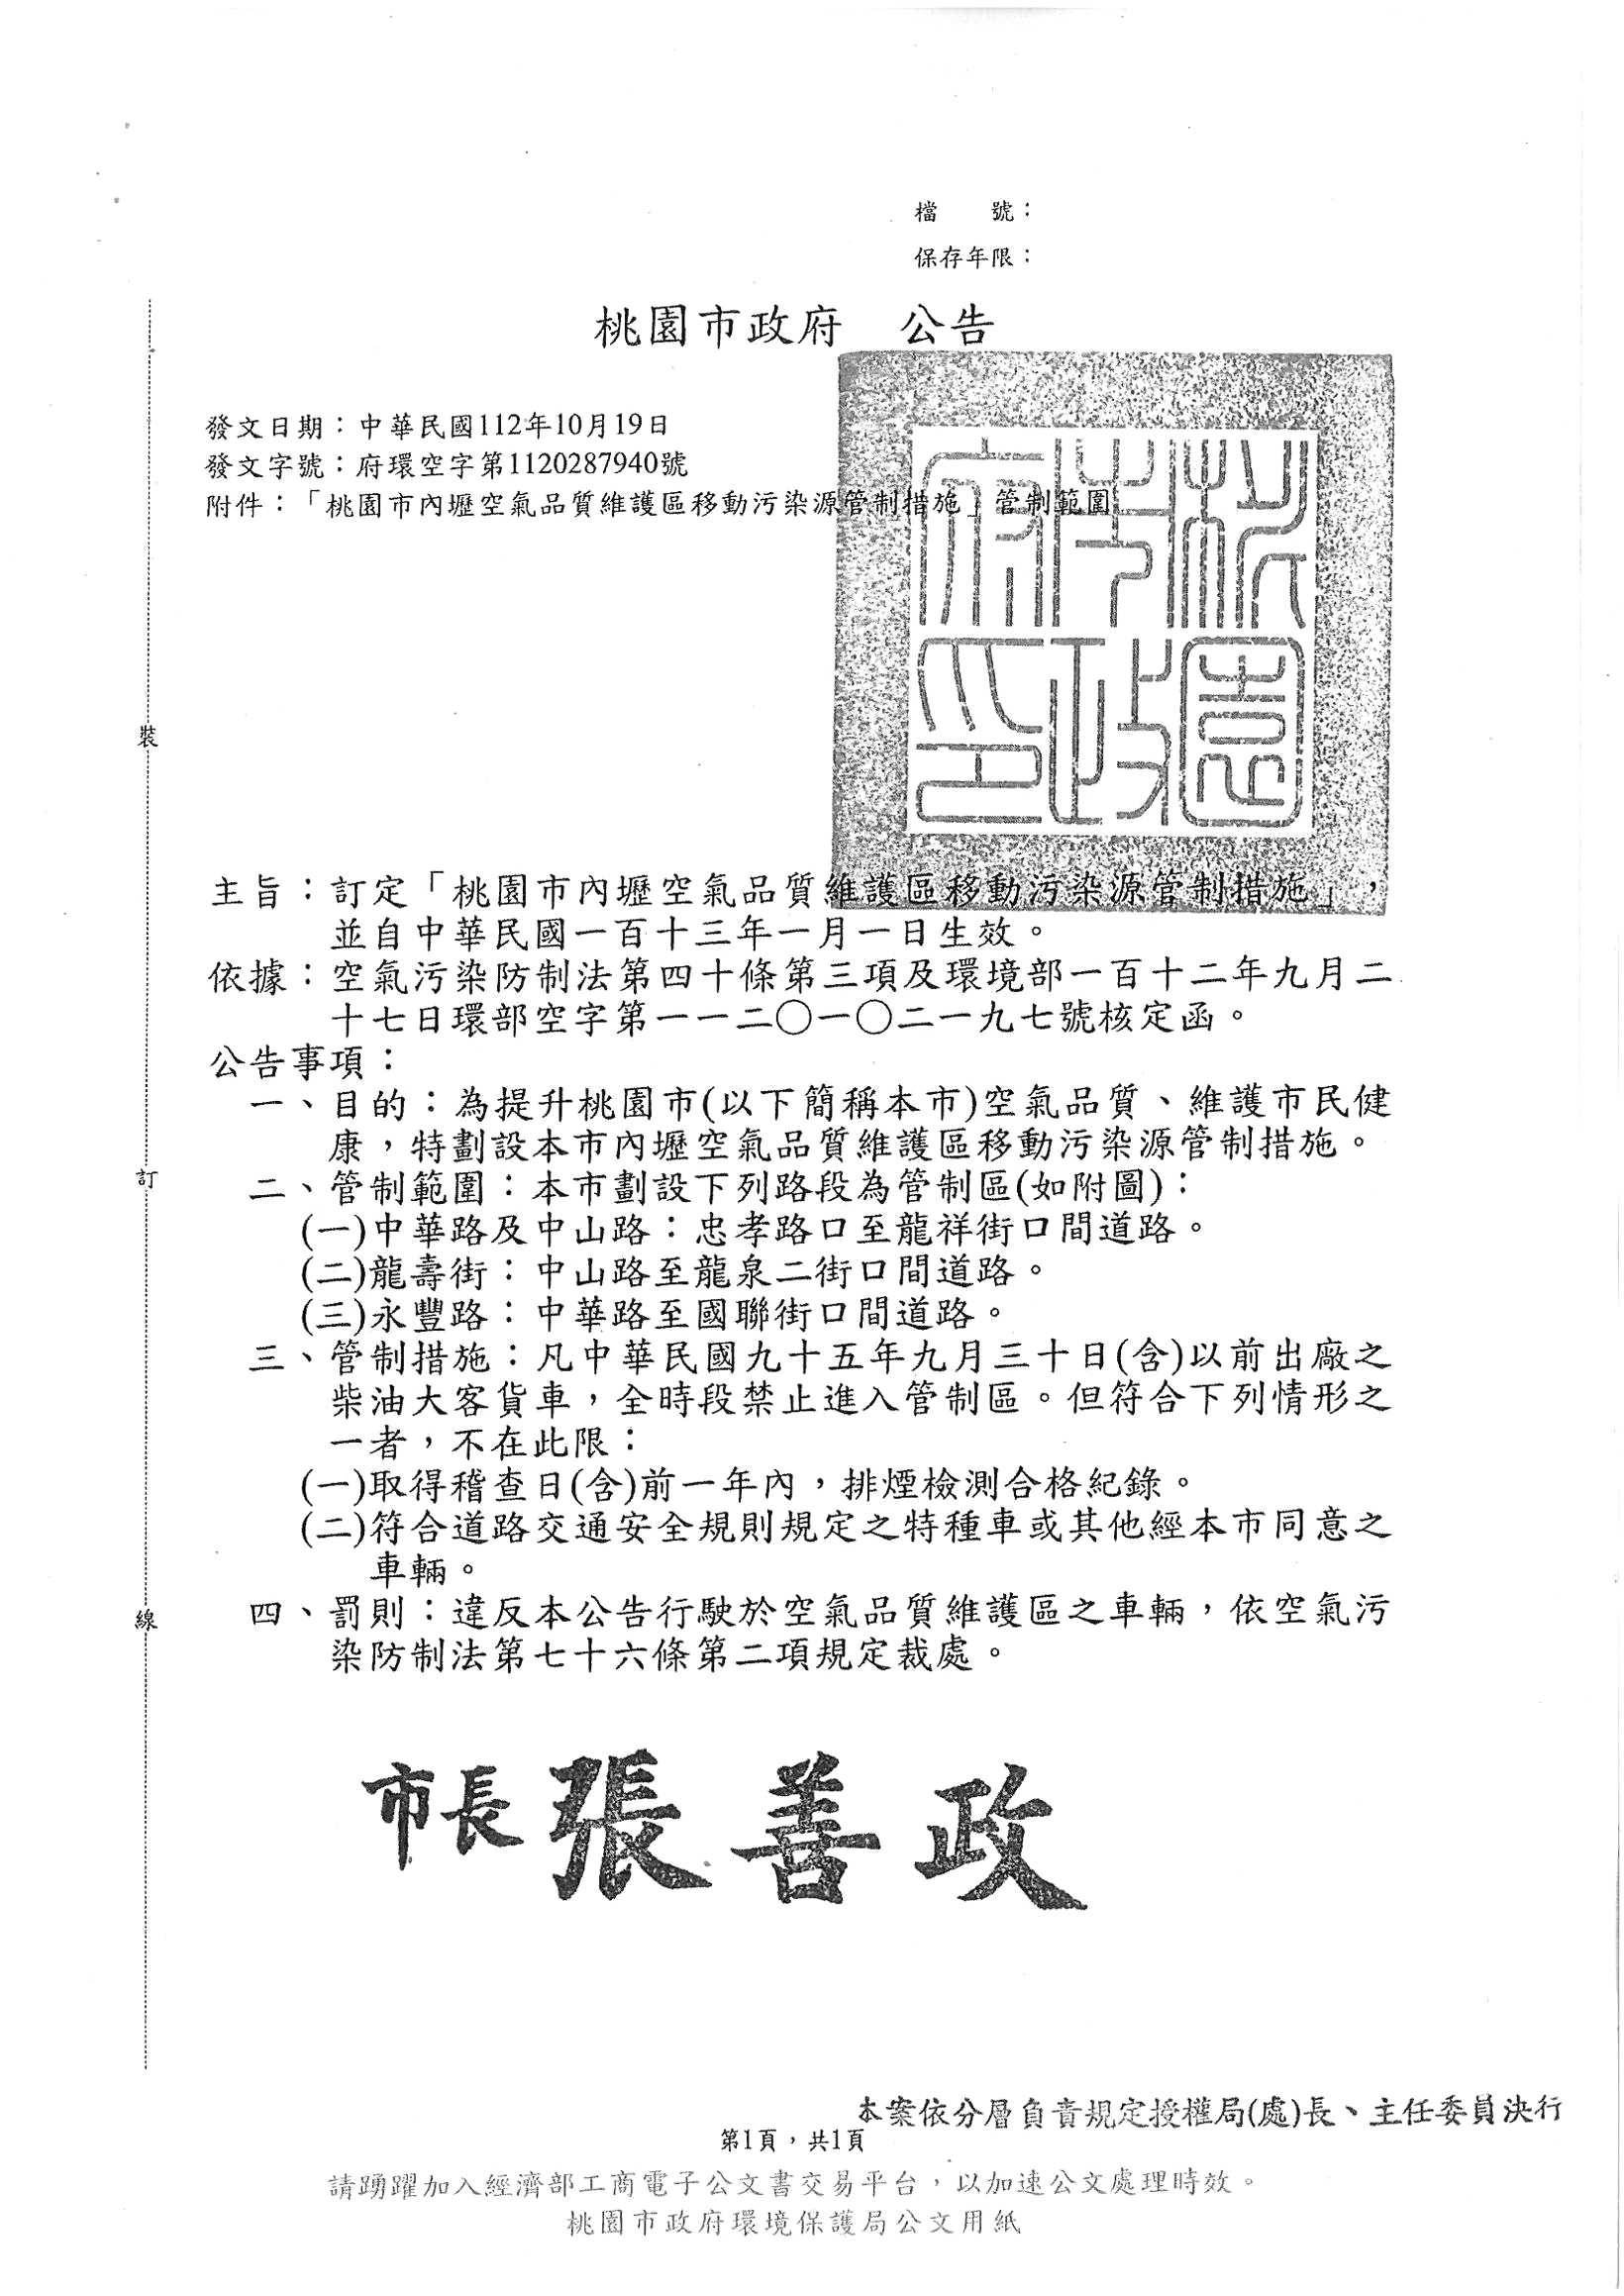 檔　　號：
保存年限：
桃園市政府　公告
發文日期：中華民國112年10月19日
發文字號：府環空字第1120287940號
附件：「桃園市內壢空氣品質維護區移動污染源管制措施」管制範圍
桃園市政府印
主旨：訂定「桃園市內壢空氣品質維護區移動污染源管制措施」，
並自中華民國一百十三年一月一日生效。
依據：空氣污染防制法第四十條第三項及環境部一百十二年九月二
十七日環部空字第一一二〇一〇二一九七號核定函。
公告事項：
一、目的：為提升桃園市(以下簡稱本市)空氣品質、維護市民健
康，特劃設本市內壢空氣品質維護區移動污染源管制措施。
二、管制範圍：本市劃設下列路段為管制區(如附圖)：
(一)中華路及中山路：忠孝路口至龍祥街口間道路。
(二)龍壽街：中山路至龍泉二街口間道路。
(三)永豐路：中華路至國聯街口間道路。
三、管制措施：凡中華民國九十五年九月三十日(含)以前出廠之
柴油大客貨車，全時段禁止進入管制區。但符合下列情形之
一者，不在此限：
(一)取得稽查日(含)前一年內，排煙檢測合格紀錄。
(二)符合道路交通安全規則規定之特種車或其他經本市同意之
車輛。
四、罰則：違反本公告行駛於空氣品質維護區之車輛，依空氣污
染防制法第七十六條第二項規定裁處。
裝
訂
線
市長張善政
本案依分層負責規定授權局(處)長、主任委員決行
第1頁，共1頁
請踴躍加入經濟部工商電子公文書交易平台，以加速公文處理時效。
桃園市政府環境保護局公文用紙